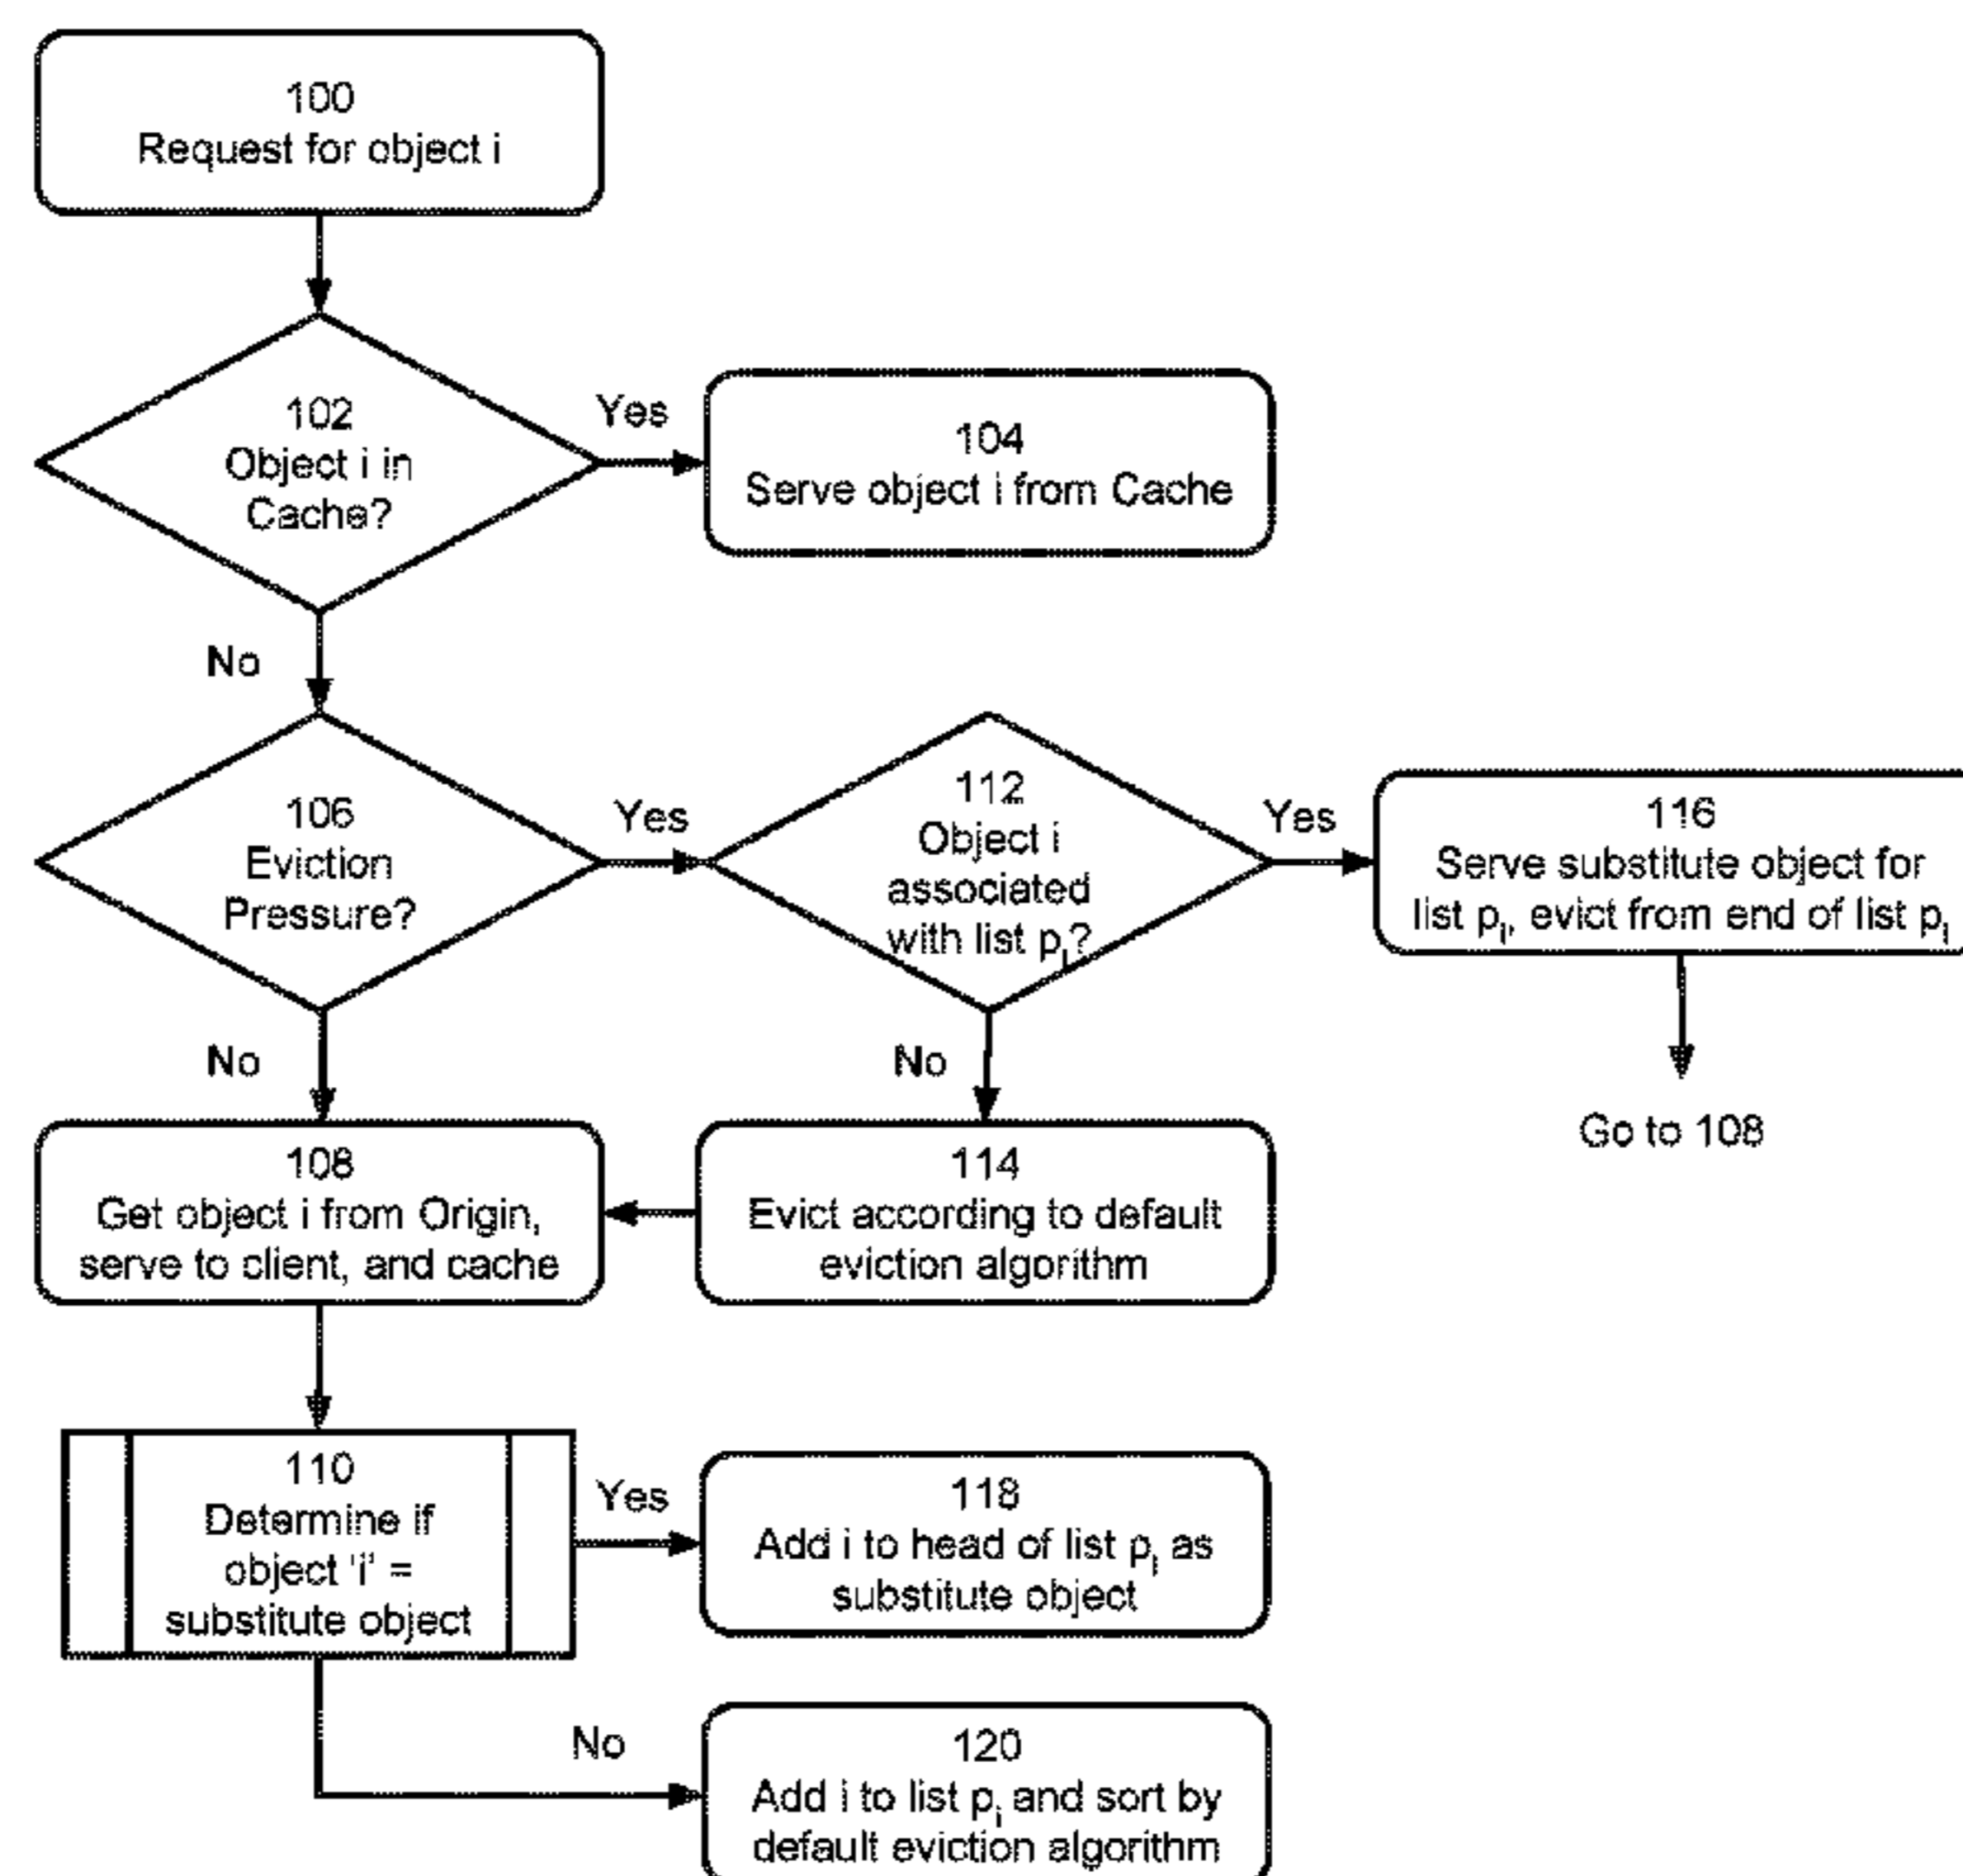 100
Request for object i
102
Object i in
Cache?
Yes
104
Serve object i from Cache
No
106
Eviction
Pressure?
Yes
112
Object i
associated
with list pᵢ?
Yes
116
Serve substitute object for
list pᵢ, evict from end of list pᵢ
No
No
Go to 108
108
Get object i from Origin,
serve to client, and cache
114
Evict according to default
eviction algorithm
110
Determine if
object 'i' =
substitute object
Yes
118
Add i to head of list pᵢ as
substitute object
No
120
Add i to list pᵢ and sort by
default eviction algorithm